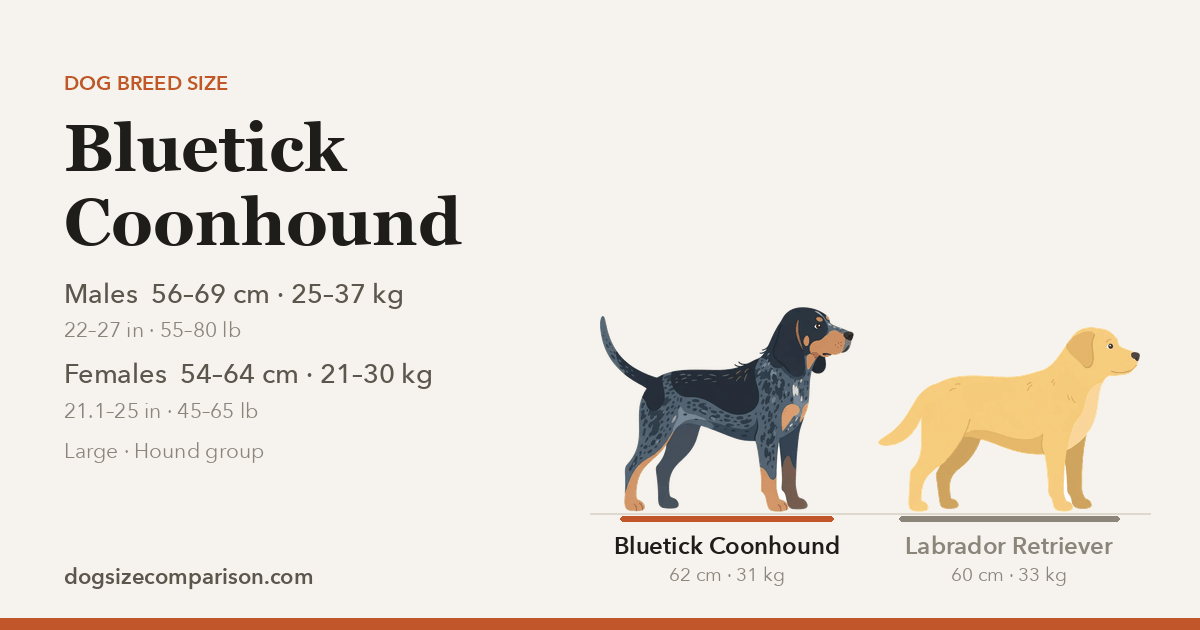 DOG BREED SIZE
Bluetick
Coonhound
Males 56–69 cm · 25–37 kg
22–27 in · 55–80 lb
Females 54–64 cm · 21–30 kg
21.1–25 in · 45–65 lb
Large · Hound group
dogsizecomparison.com
Bluetick Coonhound
62 cm · 31 kg
Labrador Retriever
60 cm · 33 kg